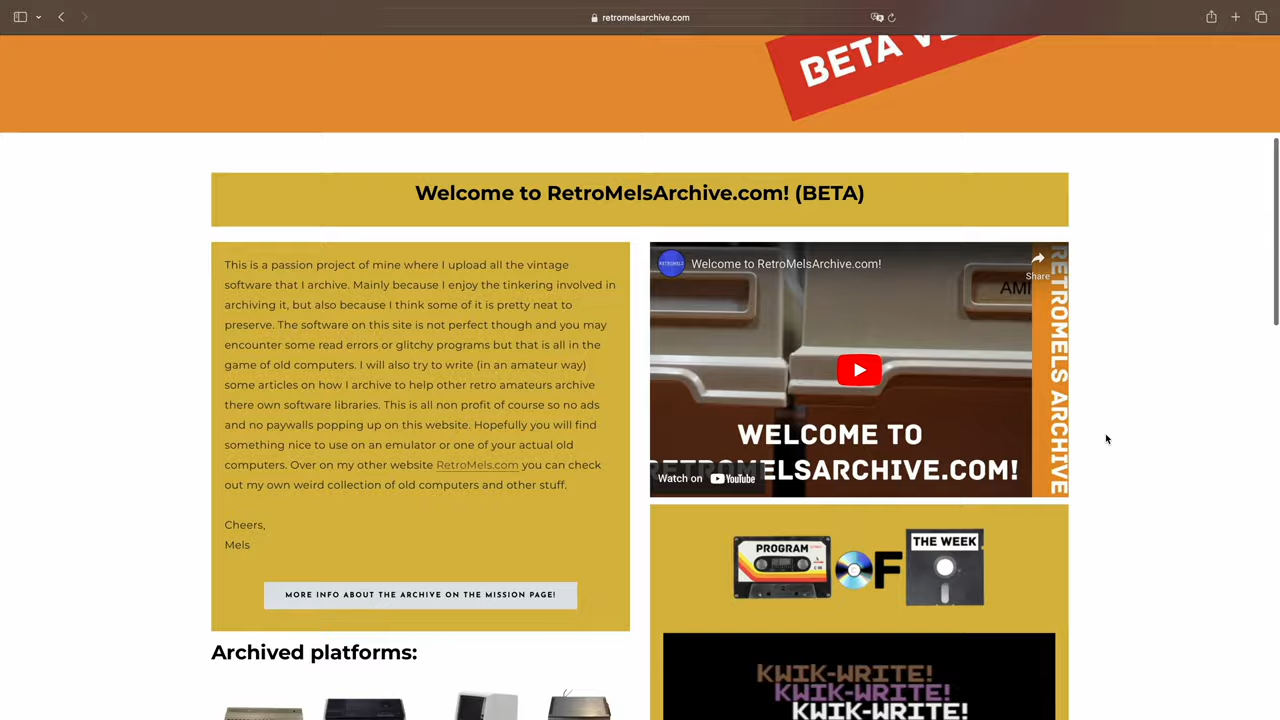 retromelsarchive.com
BETA
Welcome to RetroMelsArchive.com! (BETA)
This is a passion project of mine where I upload all the vintage
software that I archive. Mainly because I enjoy the tinkering involved in
archiving it, but also because I think some of it is pretty neat to
preserve. The software on this site is not perfect though and you may
encounter some read errors or glitchy programs but that is all in the
game of old computers. I will also try to write (in an amateur way)
some articles on how I archive to help other retro amateurs archive
there own software libraries. This is all non profit of course so no ads
and no paywalls popping up on this website. Hopefully you will find
something nice to use on an emulator or one of your actual old
computers. Over on my other website RetroMels.com you can check
out my own weird collection of old computers and other stuff.
Cheers,
Mels
MORE INFO ABOUT THE ARCHIVE ON THE MISSION PAGE!
Archived platforms:
RETROMELS
Welcome to RetroMelsArchive.com!
Share
AMI
RETROMELS ARCHIVE
WELCOME TO
RETROMELSARCHIVE.COM!
Watch on YouTube
PROGRAM
OF
THE WEEK
KWIK-WRITE!
KWIK-WRITE!
KWIK-WRITE!